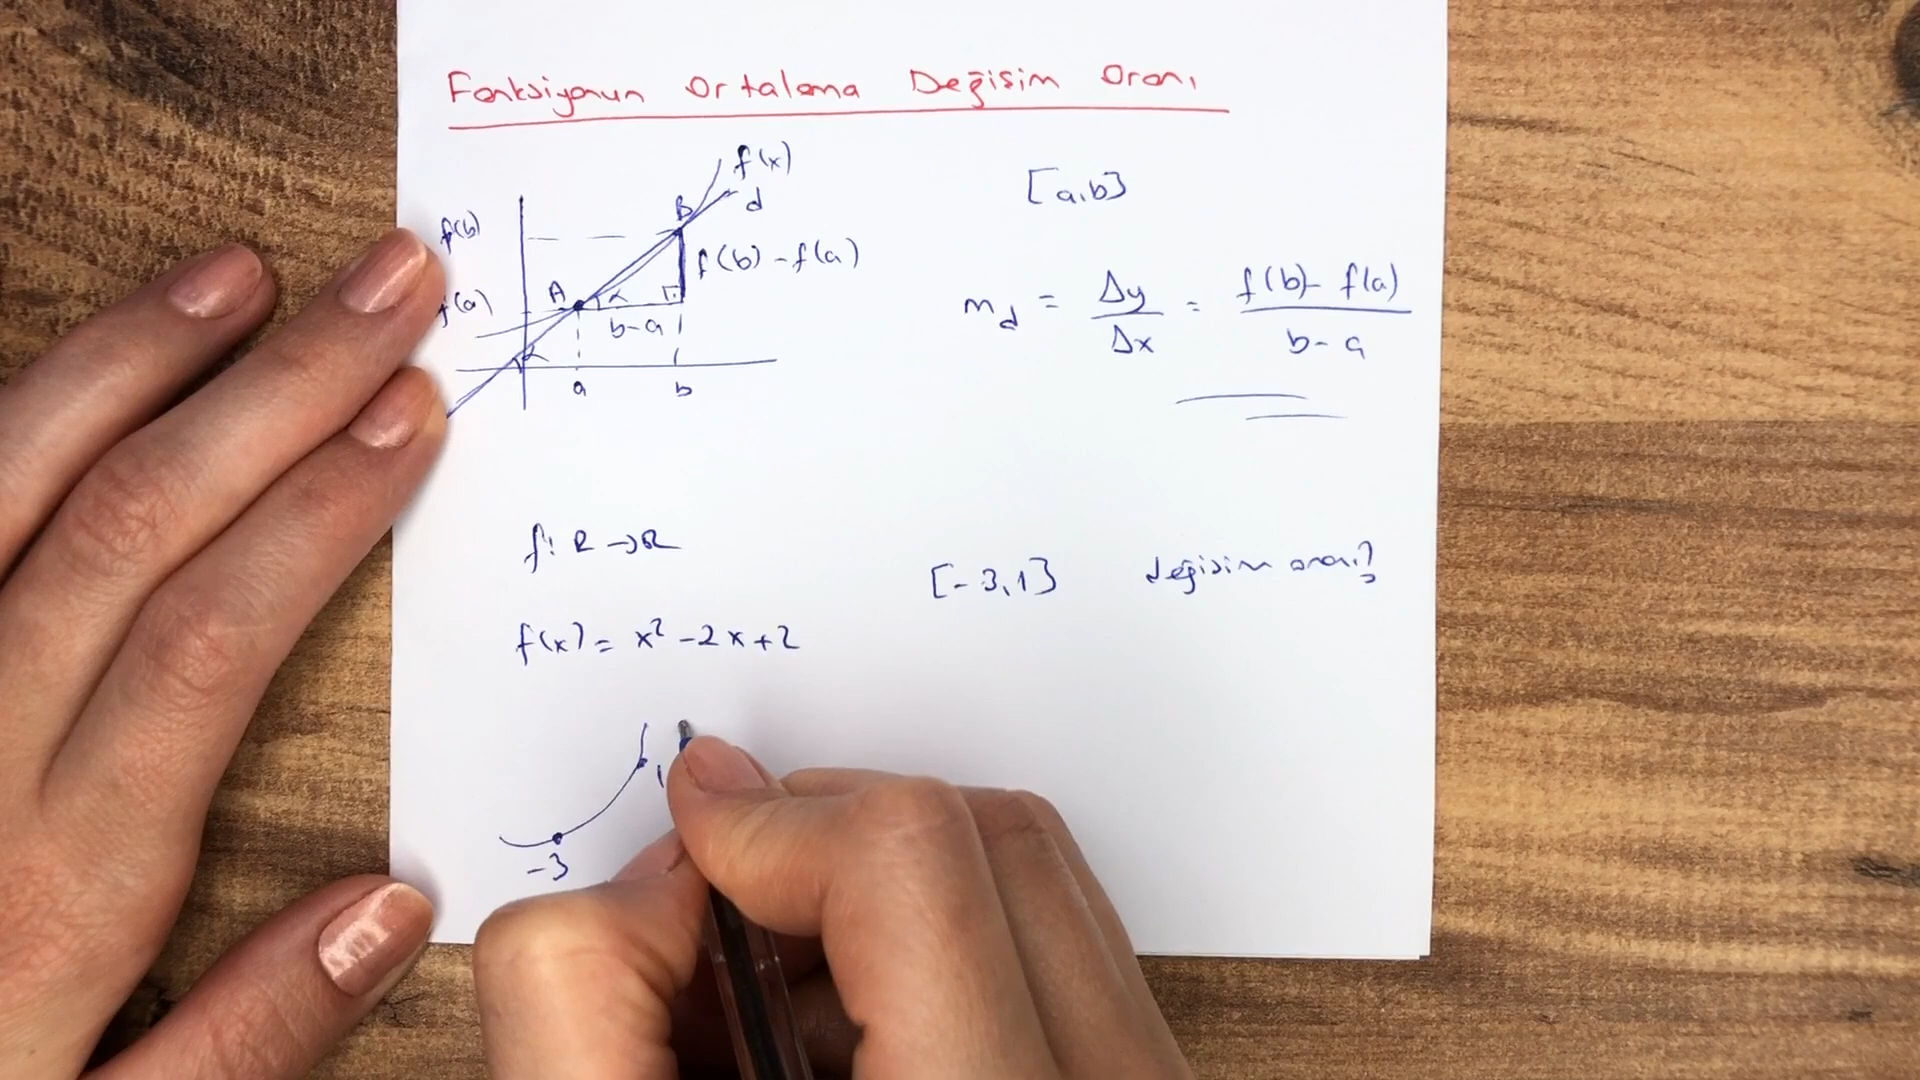 Fonksiyonun Ortalama Değişim Oranı
f(x)
d
B
f(b)
f(b) - f(a)
A
α
f(a)
b-a
α
a
b
[a,b]
m_d = Δy/Δx = f(b)- f(a) / b-a
f: R → R
[-3,1] değişim oranı?
f(x) = x² -2x+2
1
-3